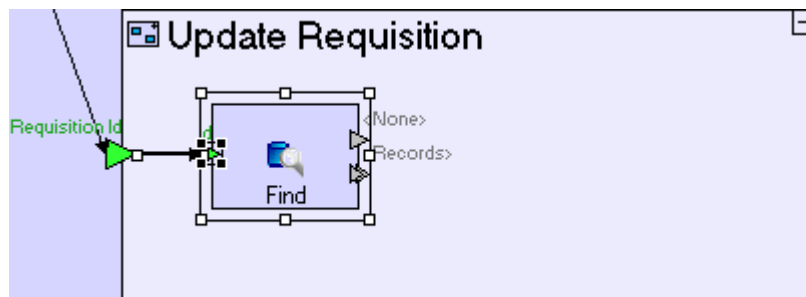 Update Requisition
<None>
Requisition Id
d
Records>
Find